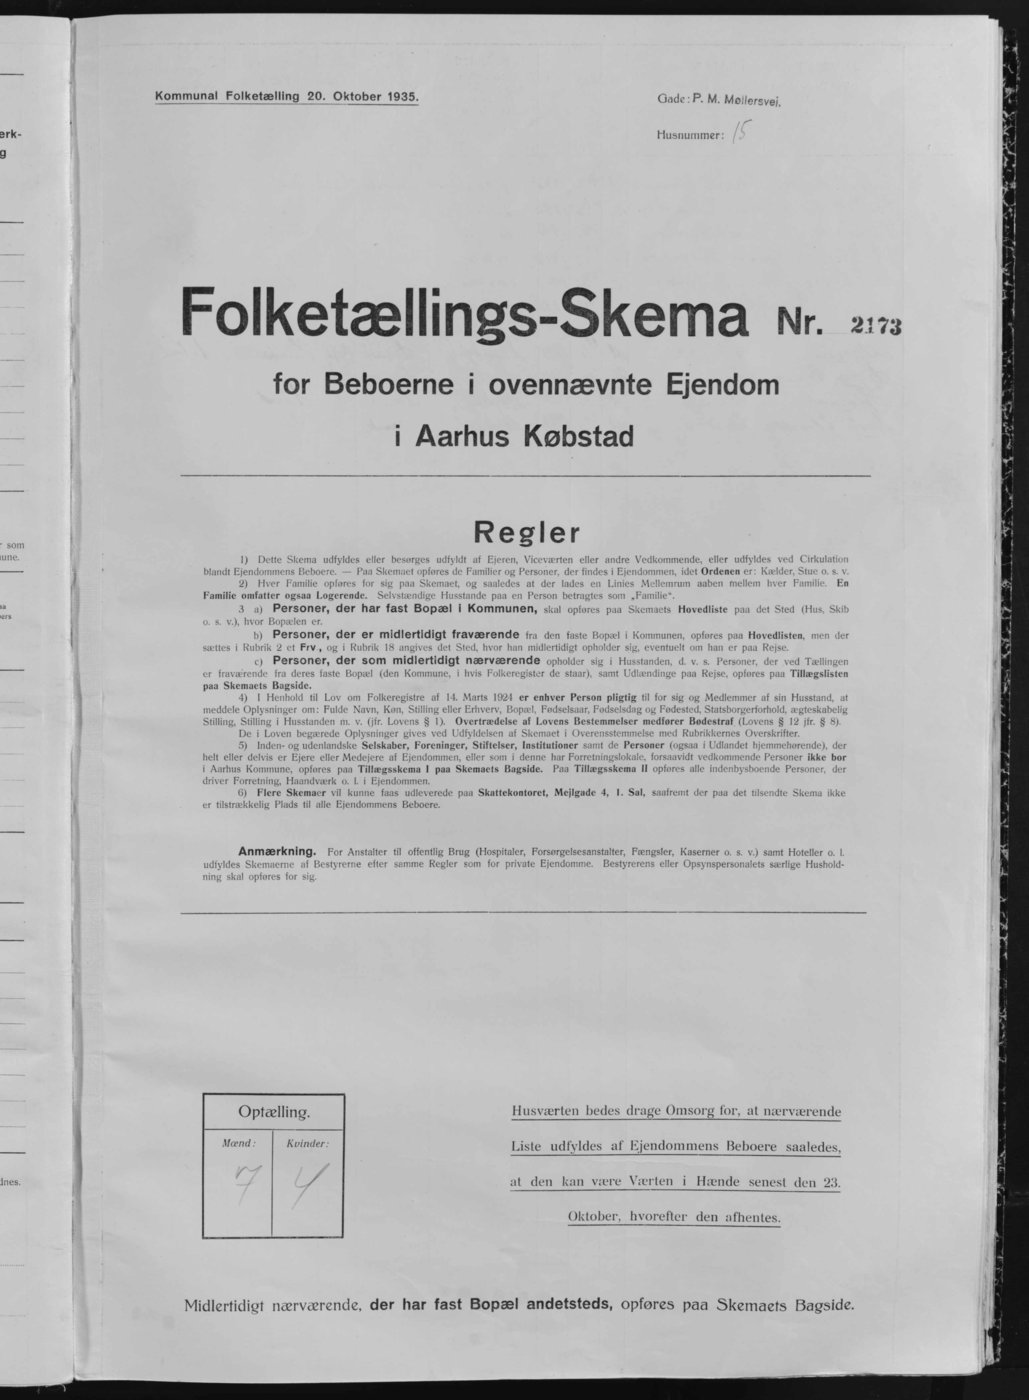 Kommunal Folketælling 20. Oktober 1935.
Gade: P. M. Møllersvej.
Husnummer: 15
Folketællings-Skema Nr. 2173
for Beboerne i ovennævnte Ejendom
i Aarhus Købstad
Regler
1) Dette Skema udfyldes eller besørges udfyldt af Ejeren, Viceværten eller andre Vedkommende, eller udfyldes ved Cirkulation
blandt Ejendommens Beboere. — Paa Skemaet opføres de Familier og Personer, der findes i Ejendommen, idet Ordenen er: Kælder, Stue o. s. v.
2) Hver Familie opføres for sig paa Skemaet, og saaledes at der lades en Linies Mellemrum aaben mellem hver Familie. En
Familie omfatter ogsaa Logerende. Selvstændige Husstande paa en Person betragtes som „Familie".
3 a) Personer, der har fast Bopæl i Kommunen, skal opføres paa Skemaets Hovedliste paa det Sted (Hus, Skib
o. s. v.), hvor Bopælen er.
b) Personer, der er midlertidigt fraværende fra den faste Bopæl i Kommunen, opføres paa Hovedlisten, men der
sættes i Rubrik 2 et Frv., og i Rubrik 18 angives det Sted, hvor han midlertidigt opholder sig, eventuelt om han er paa Rejse.
c) Personer, der som midlertidigt nærværende opholder sig i Husstanden, d. v. s. Personer, der ved Tællingen
er fraværende fra deres faste Bopæl (den Kommune, i hvis Folkeregister de staar), samt Udlændinge paa Rejse, opføres paa Tillægslisten
paa Skemaets Bagside.
4) I Henhold til Lov om Folkeregistre af 14. Marts 1924 er enhver Person pligtig til for sig og Medlemmer af sin Husstand, at
meddele Oplysninger om: Fulde Navn, Køn, Stilling eller Erhverv, Bopæl, Fødselsaar, Fødselsdag og Fødested, Statsborgerforhold, ægteskabelig
Stilling, Stilling i Husstanden m. v. (jfr. Lovens § 1). Overtrædelse af Lovens Bestemmelser medfører Bødestraf (Lovens § 12 jfr. § 8).
De i Loven begærede Oplysninger gives ved Udfyldelsen af Skemaet i Overensstemmelse med Rubrikkernes Overskrifter.
5) Inden- og udenlandske Selskaber, Foreninger, Stiftelser, Institutioner samt de Personer (ogsaa i Udlandet hjemmehørende), der
helt eller delvis er Ejere eller Medejere af Ejendommen, eller som i denne har Forretningslokale, forsaavidt vedkommende Personer ikke bor
i Aarhus Kommune, opføres paa Tillægsskema I paa Skemaets Bagside. Paa Tillægsskema II opføres alle indenbysboende Personer, der
driver Forretning, Haandværk o. l. i Ejendommen.
6) Flere Skemaer vil kunne faas udleverede paa Skattekontoret, Mejlgade 4, 1. Sal, saafremt der paa det tilsendte Skema ikke
er tilstrækkelig Plads til alle Ejendommens Beboere.
Anmærkning. For Anstalter til offentlig Brug (Hospitaler, Forsørgelsesanstalter, Fængsler, Kaserner o. s. v.) samt Hoteller o. l.
udfyldes Skemaerne af Bestyrerne efter samme Regler som for private Ejendomme. Bestyrerens eller Opsynspersonalets særlige Hushold-
ning skal opføres for sig.
Optælling.
Mænd: Kvinder:
7 4
Husværten bedes drage Omsorg for, at nærværende
Liste udfyldes af Ejendommens Beboere saaledes,
at den kan være Værten i Hænde senest den 23.
Oktober, hvorefter den afhentes.
Midlertidigt nærværende, der har fast Bopæl andetsteds, opføres paa Skemaets Bagside.